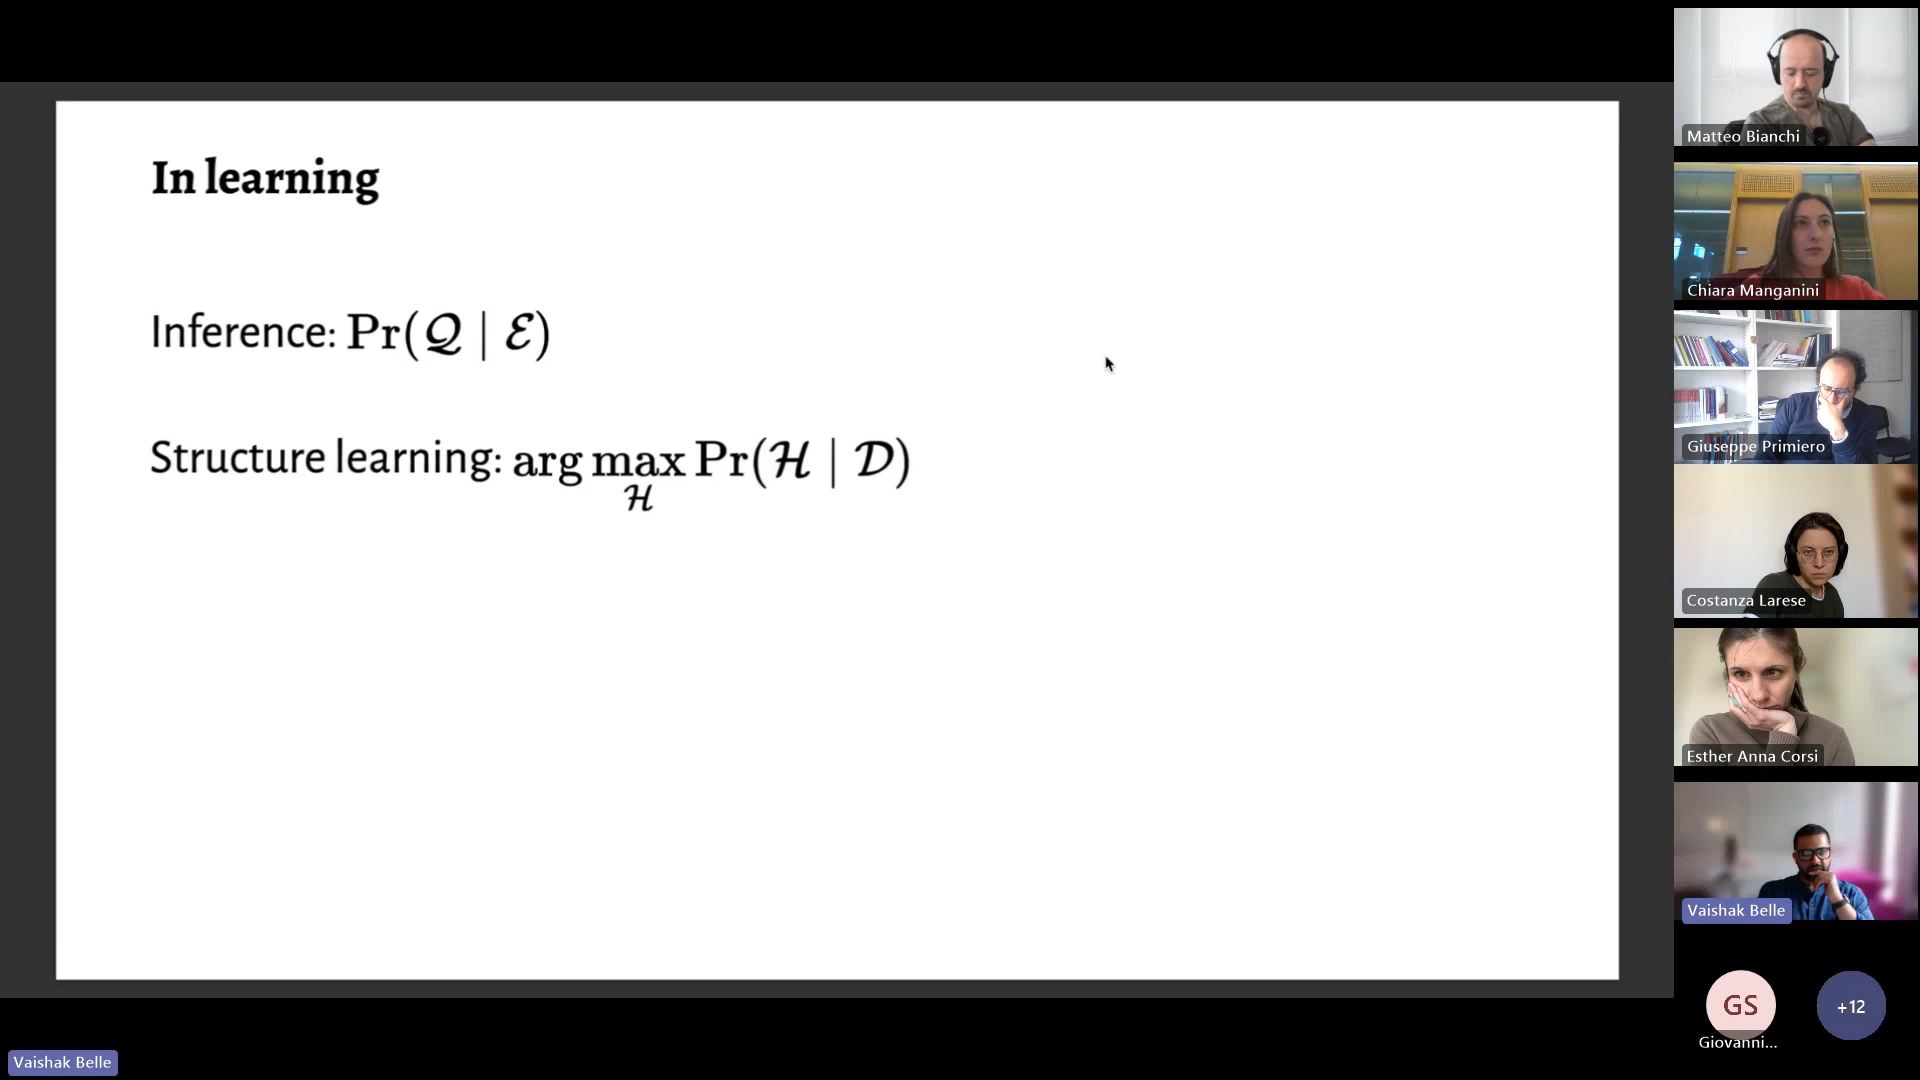 In learning
Inference: Pr(𝒬 | ℰ)
Structure learning: arg max Pr(ℋ | 𝒟)
ℋ
Matteo Bianchi
Chiara Manganini
Giuseppe Primiero
Costanza Larese
Esther Anna Corsi
Vaishak Belle
GS
+12
Giovanni...
Vaishak Belle